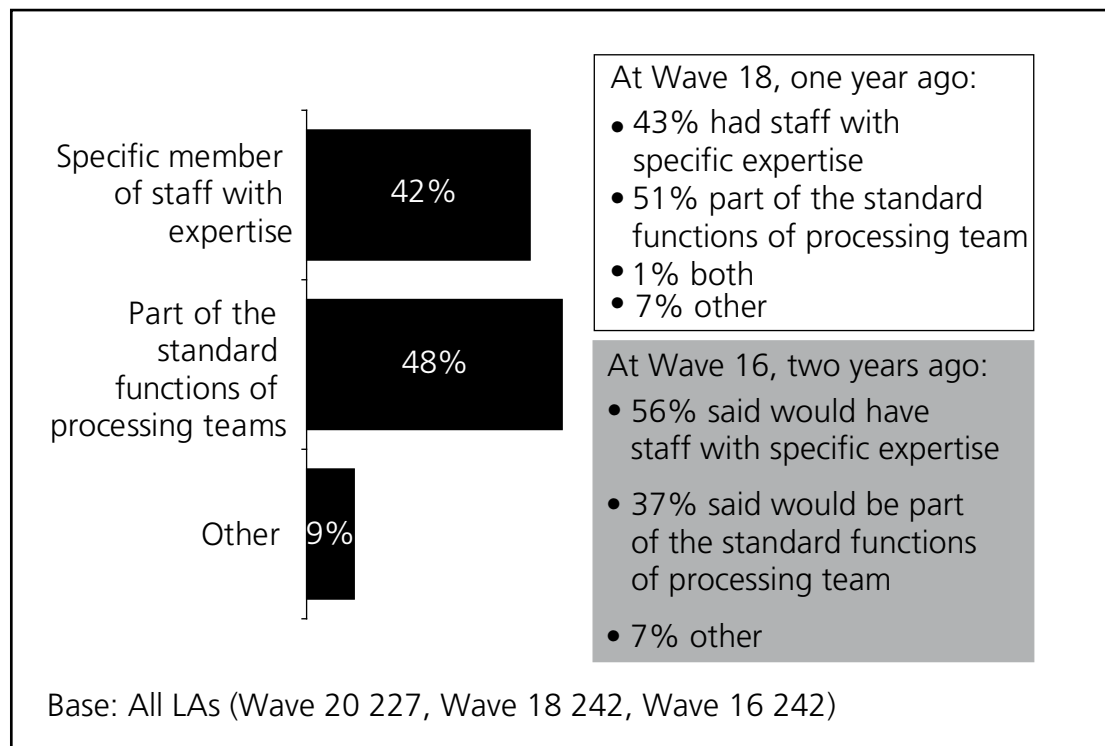 Specific member
of staff with
expertise
42%
Part of the
standard
functions of
processing teams
48%
Other
9%
At Wave 18, one year ago:
• 43% had staff with
specific expertise
• 51% part of the standard
functions of processing team
• 1% both
• 7% other
At Wave 16, two years ago:
• 56% said would have
staff with specific expertise
• 37% said would be part
of the standard functions
of processing team
• 7% other
Base: All LAs (Wave 20 227, Wave 18 242, Wave 16 242)